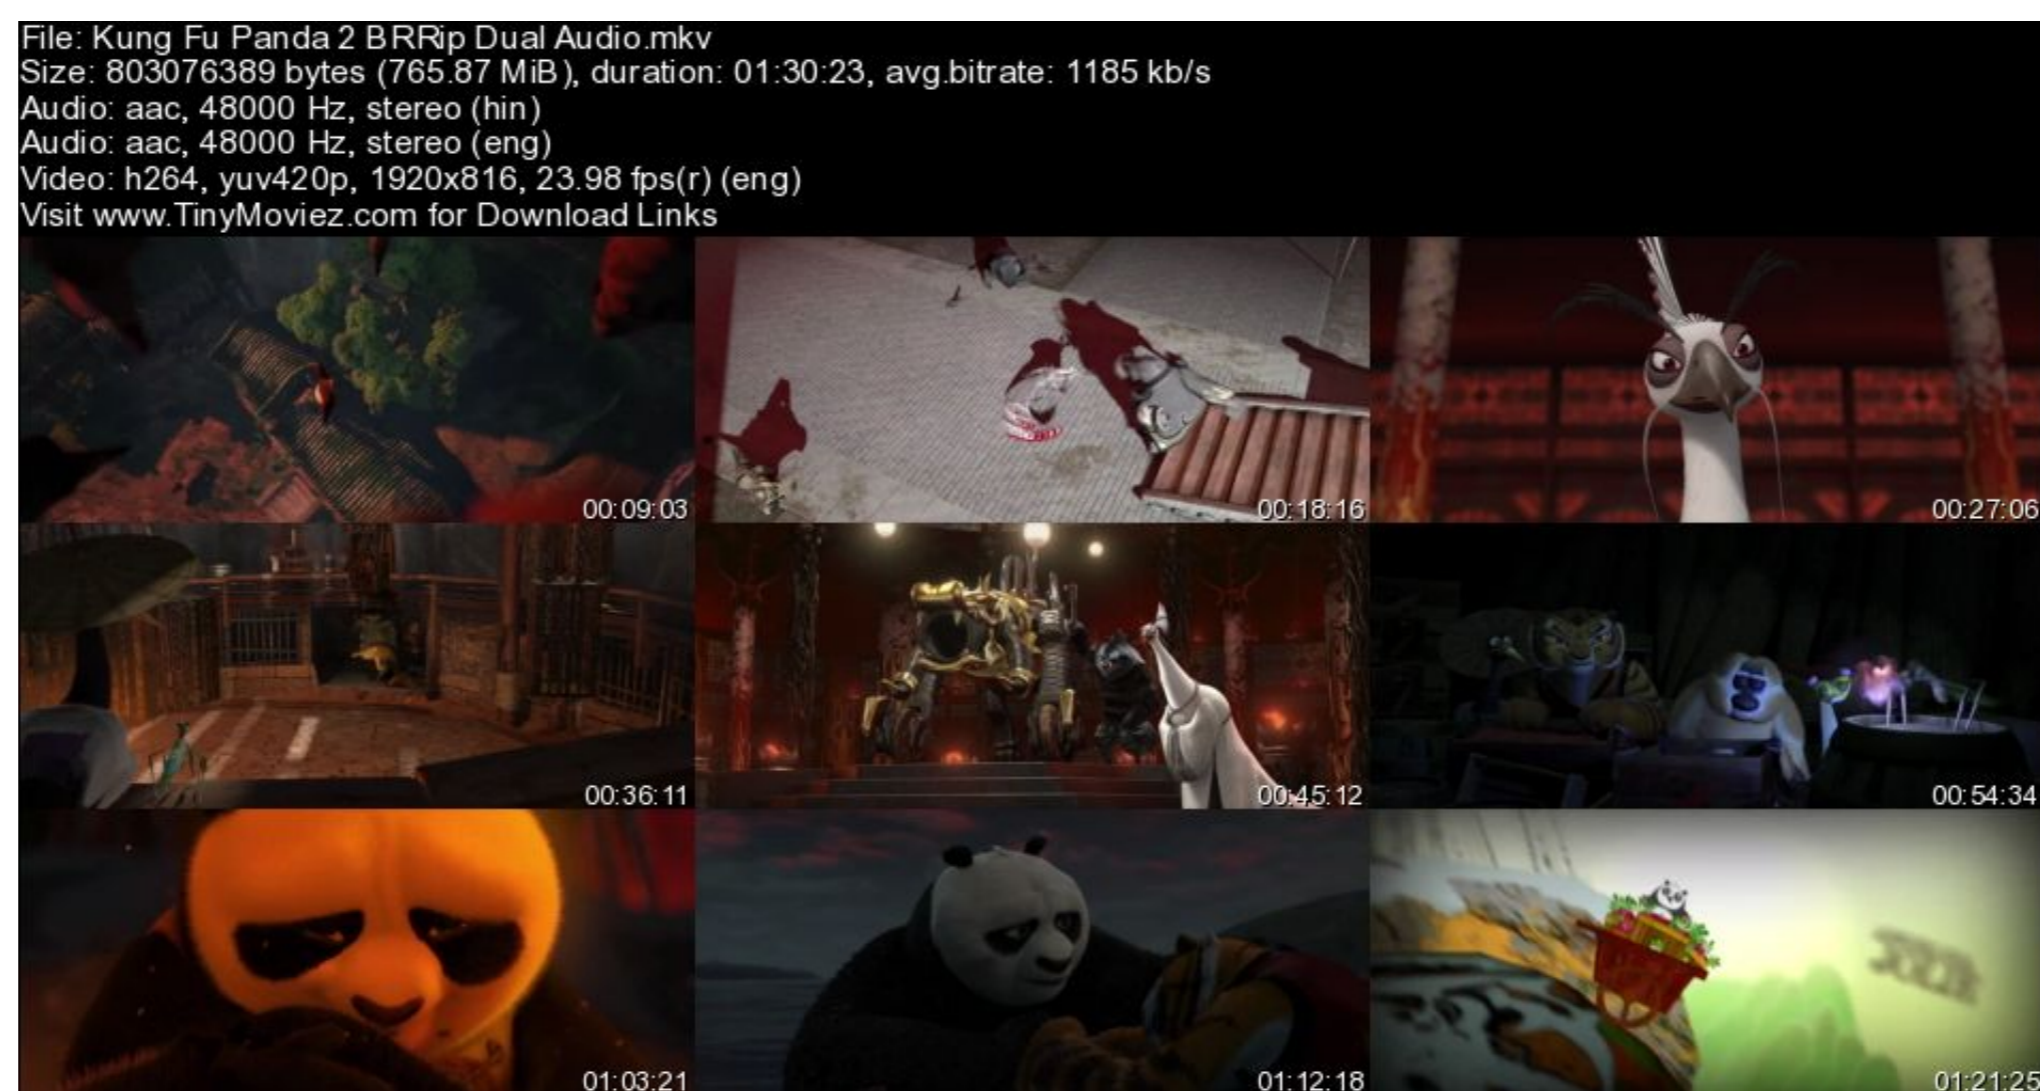 File: Kung Fu Panda 2 BRRip Dual Audio.mkv
Size: 803076389 bytes (765.87 MiB), duration: 01:30:23, avg.bitrate: 1185 kb/s
Audio: aac, 48000 Hz, stereo (hin)
Audio: aac, 48000 Hz, stereo (eng)
Video: h264, yuv420p, 1920x816, 23.98 fps(r) (eng)
Visit www.TinyMoviez.com for Download Links
00:09:03
00:18:16
00:27:06
00:36:11
00:45:12
00:54:34
01:03:21
01:12:18
01:21:25